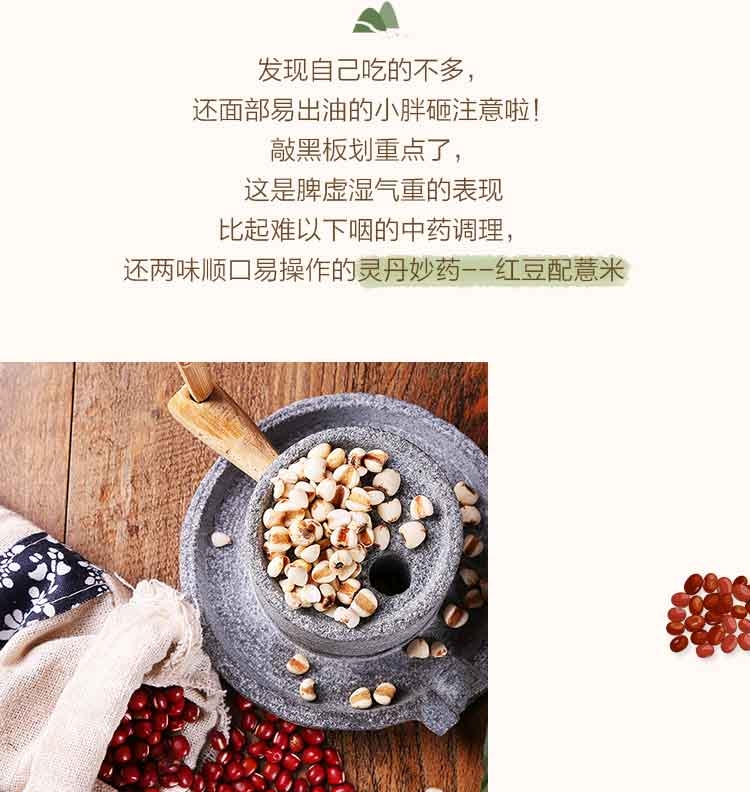 发现自己吃的不多，
还面部易出油的小胖砸注意啦！
敲黑板划重点了，
这是脾虚湿气重的表现
比起难以下咽的中药调理，
还两味顺口易操作的灵丹妙药--红豆配薏米